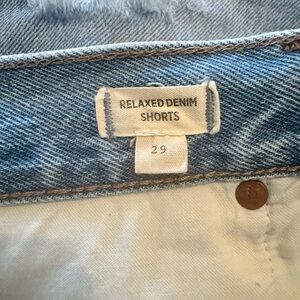 RELAXED DENIM
SHORTS
29